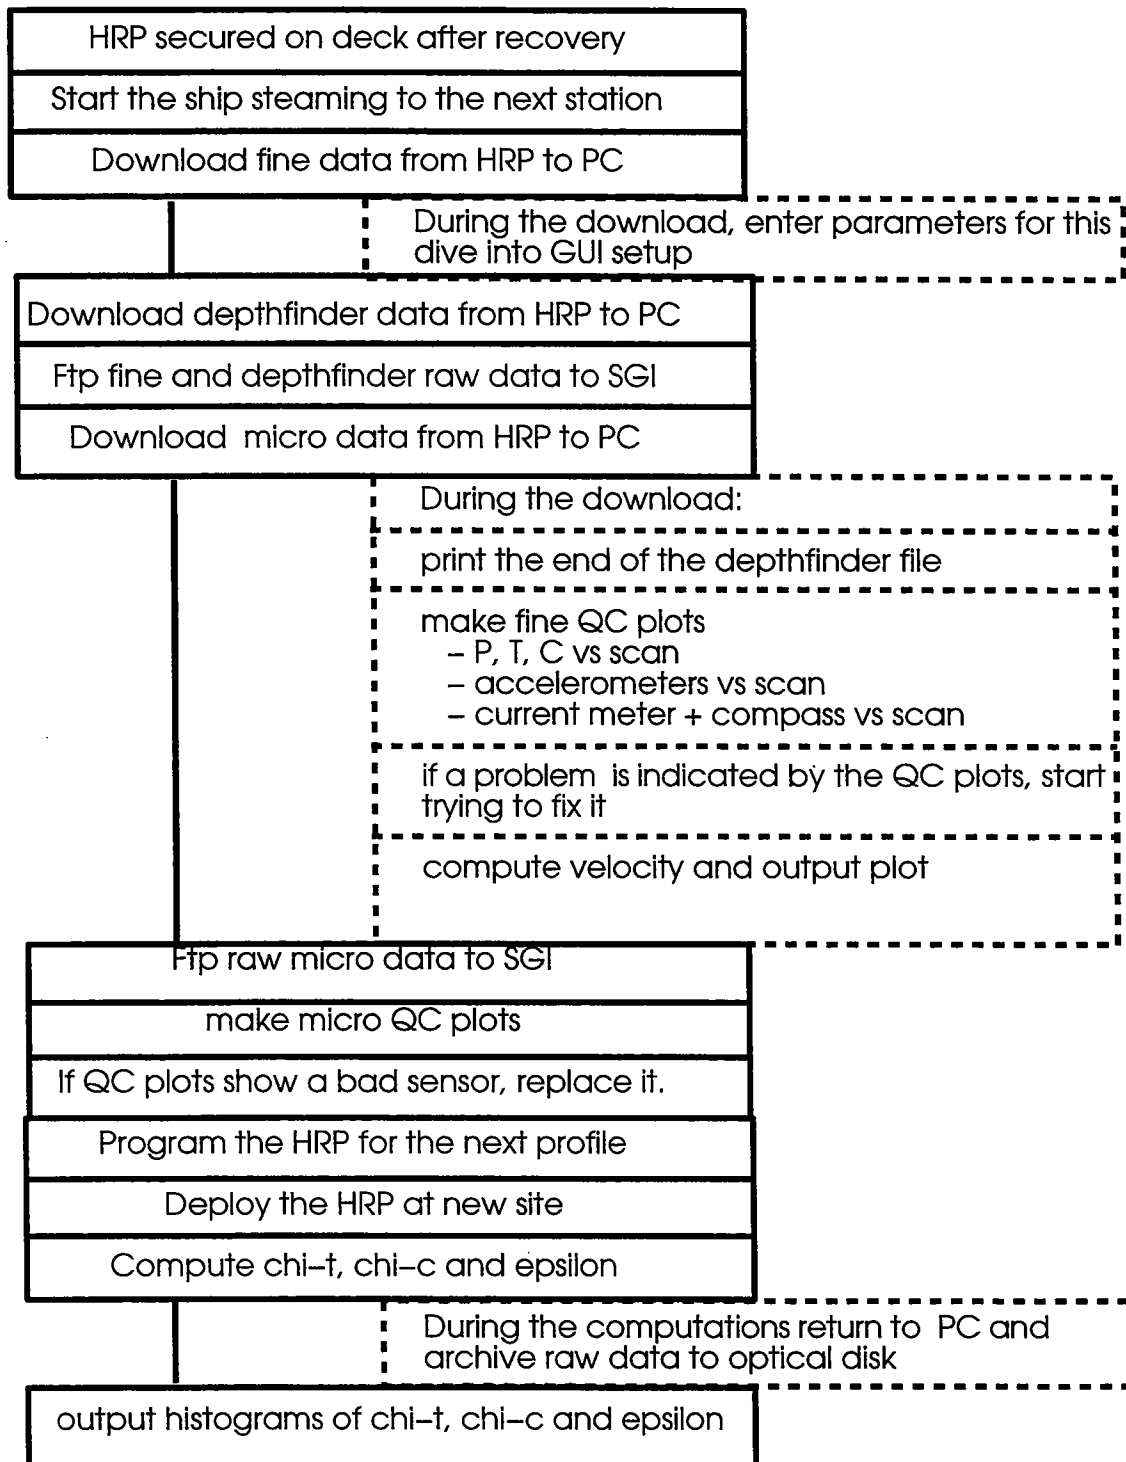 HRP secured on deck after recovery
Start the ship steaming to the next station
Download fine data from HRP to PC
During the download, enter parameters for this
dive into GUI setup
Download depthfinder data from HRP to PC
Ftp fine and depthfinder raw data to SGI
Download micro data from HRP to PC
During the download:
print the end of the depthfinder file
make fine QC plots
– P, T, C vs scan
– accelerometers vs scan
– current meter + compass vs scan
if a problem is indicated by the QC plots, start
trying to fix it
compute velocity and output plot
Ftp raw micro data to SGI
make micro QC plots
If QC plots show a bad sensor, replace it.
Program the HRP for the next profile
Deploy the HRP at new site
Compute chi–t, chi–c and epsilon
During the computations return to PC and
archive raw data to optical disk
output histograms of chi–t, chi–c and epsilon